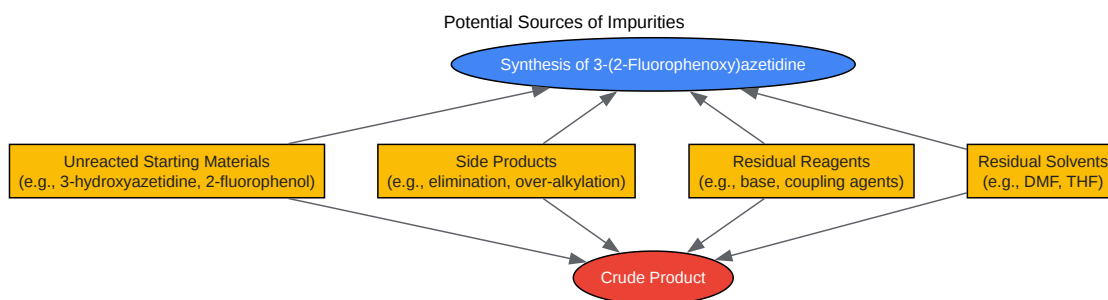 Potential Sources of Impurities
Synthesis of 3-(2-Fluorophenoxy)azetidine
Unreacted Starting Materials
(e.g., 3-hydroxyazetidine, 2-fluorophenol)
Side Products
(e.g., elimination, over-alkylation)
Residual Reagents
(e.g., base, coupling agents)
Residual Solvents
(e.g., DMF, THF)
Crude Product